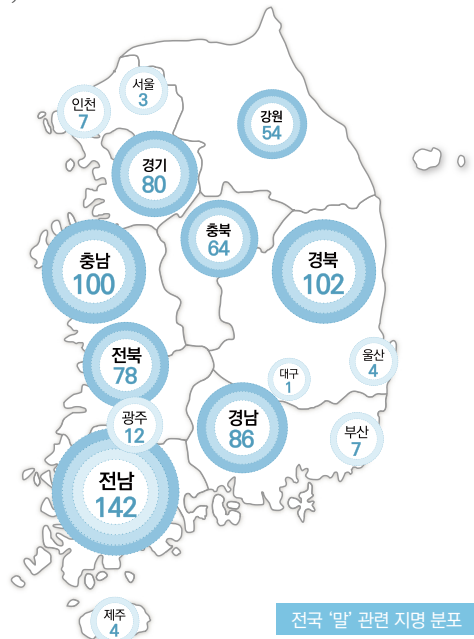 서울
3
인천
7
강원
54
경기
80
충북
64
충남
100
경북
102
전북
78
울산
4
대구
1
광주
12
경남
86
부산
7
전남
142
제주
4
전국 ‘말’ 관련 지명 분포